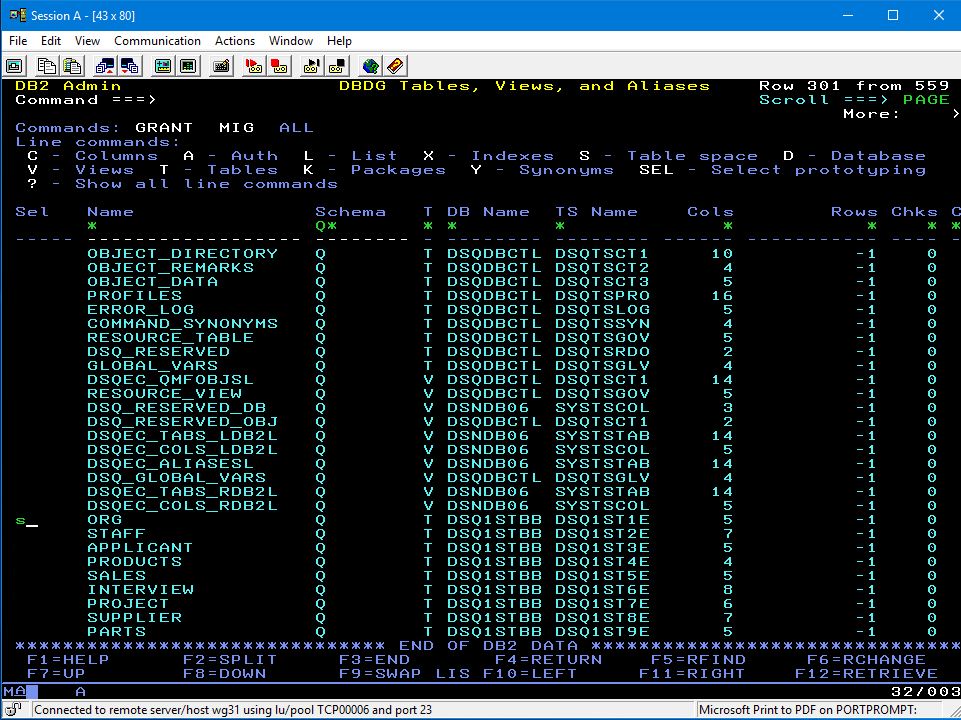 Session A - [43 x 80]
File Edit View Communication Actions Window Help
DB2 Admin DBDG Tables, Views, and Aliases Row 301 from 559
Command ===> Scroll ===> PAGE
More: >
Commands: GRANT MIG ALL
Line commands:
C - Columns A - Auth L - List X - Indexes S - Table space D - Database
V - Views T - Tables K - Packages Y - Synonyms SEL - Select prototyping
? - Show all line commands
Sel Name Schema T DB Name TS Name Cols Rows Chks C
* Q* * * * * * * *
----- ------------------- -------- - -------- -------- ------ ----------- ---- -
OBJECT_DIRECTORY Q T DSQDBCTL DSQTSCT1 10 -1 0
OBJECT_REMARKS Q T DSQDBCTL DSQTSCT2 4 -1 0
OBJECT_DATA Q T DSQDBCTL DSQTSCT3 5 -1 0
PROFILES Q T DSQDBCTL DSQTSPRO 16 -1 0
ERROR_LOG Q T DSQDBCTL DSQTSLOG 5 -1 0
COMMAND_SYNONYMS Q T DSQDBCTL DSQTSSYN 4 -1 0
RESOURCE_TABLE Q T DSQDBCTL DSQTSGOV 5 -1 0
DSQ_RESERVED Q T DSQDBCTL DSQTSRDO 2 -1 0
GLOBAL_VARS Q T DSQDBCTL DSQTSGLV 4 -1 0
DSQEC_QMFOBJSL Q V DSQDBCTL DSQTSCT1 14 -1 0
RESOURCE_VIEW Q V DSQDBCTL DSQTSGOV 5 -1 0
DSQ_RESERVED_DB Q V DSNDB06 SYSTSCOL 3 -1 0
DSQ_RESERVED_OBJ Q V DSQDBCTL DSQTSCT1 2 -1 0
DSQEC_TABS_LDB2L Q V DSNDB06 SYSTSTAB 14 -1 0
DSQEC_COLS_LDB2L Q V DSNDB06 SYSTSCOL 5 -1 0
DSQEC_ALIASESL Q V DSNDB06 SYSTSTAB 14 -1 0
DSQ_GLOBAL_VARS Q V DSQDBCTL DSQTSGLV 4 -1 0
DSQEC_TABS_RDB2L Q V DSNDB06 SYSTSTAB 14 -1 0
DSQEC_COLS_RDB2L Q V DSNDB06 SYSTSCOL 5 -1 0
s_ ORG Q T DSQ1STBB DSQ1ST1E 5 -1 0
STAFF Q T DSQ1STBB DSQ1ST2E 7 -1 0
APPLICANT Q T DSQ1STBB DSQ1ST3E 5 -1 0
PRODUCTS Q T DSQ1STBB DSQ1ST4E 4 -1 0
SALES Q T DSQ1STBB DSQ1ST5E 5 -1 0
INTERVIEW Q T DSQ1STBB DSQ1ST6E 8 -1 0
PROJECT Q T DSQ1STBB DSQ1ST7E 6 -1 0
SUPPLIER Q T DSQ1STBB DSQ1ST8E 7 -1 0
PARTS Q T DSQ1STBB DSQ1ST9E 5 -1 0
******************************* END OF DB2 DATA *******************************
F1=HELP F2=SPLIT F3=END F4=RETURN F5=RFIND F6=RCHANGE
F7=UP F8=DOWN F9=SWAP LIS F10=LEFT F11=RIGHT F12=RETRIEVE
MA A 32/003
Connected to remote server/host wg31 using lu/pool TCP00006 and port 23 Microsoft Print to PDF on PORTPROMPT: